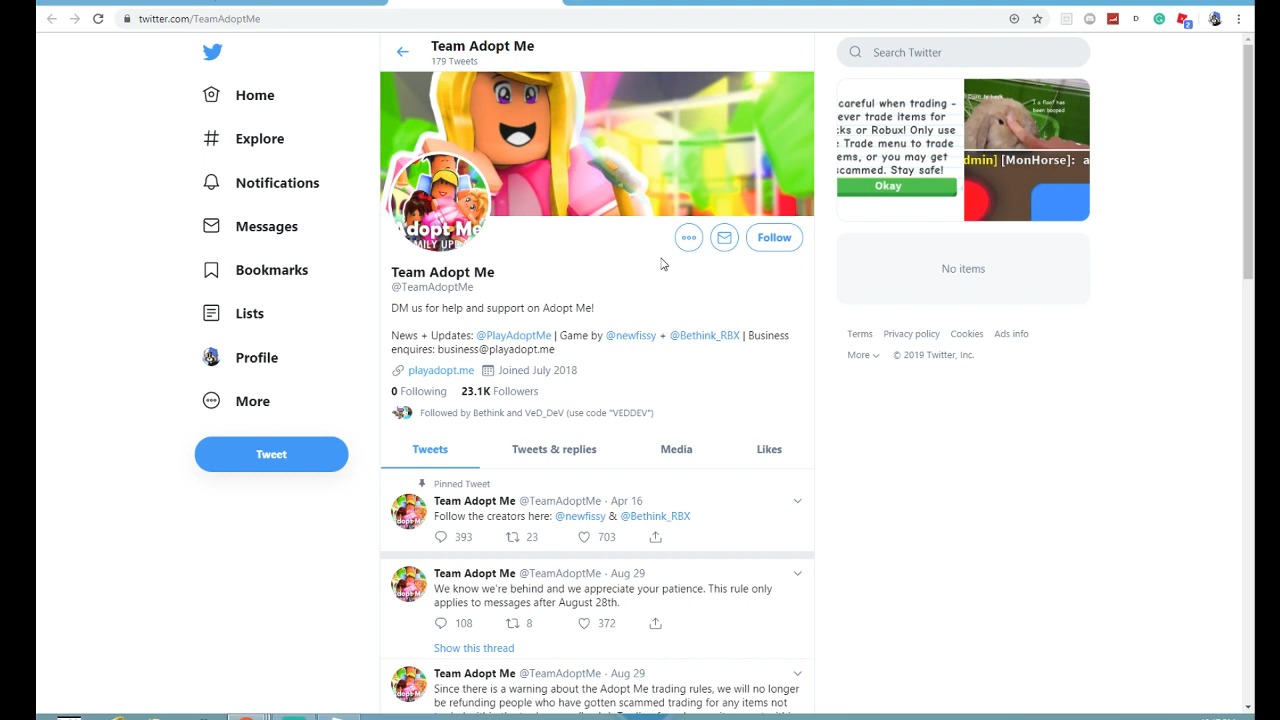 twitter.com/TeamAdoptMe
Home
Explore
Notifications
Messages
Bookmarks
Lists
Profile
More
Tweet
Team Adopt Me
179 Tweets
Adopt Me
Follow
Team Adopt Me
@TeamAdoptMe
DM us for help and support on Adopt Me!
News + Updates: @PlayAdoptMe | Game by @newfissy + @Bethink_RBX | Business
enquires: business@playadopt.me
playadopt.me Joined July 2018
0 Following 23.1K Followers
Followed by Bethink and VeD_DeV (use code "VEDDEV")
Tweets Tweets & replies Media Likes
Pinned Tweet
Team Adopt Me @TeamAdoptMe · Apr 16
Follow the creators here: @newfissy & @Bethink_RBX
393 23 703
Team Adopt Me @TeamAdoptMe · Aug 29
We know we're behind and we appreciate your patience. This rule only
applies to messages after August 28th.
108 8 372
Show this thread
Team Adopt Me @TeamAdoptMe · Aug 29
Since there is a warning about the Adopt Me trading rules, we will no longer
be refunding people who have gotten scammed trading for any items not
Search Twitter
careful when trading -
ever trade items for
ks or Robux! Only use
e Trade menu to trade
ems, or you may get
scammed. Stay safe!
Okay
a floof has
been booped
dmin] [MonHorse]: a
No items
Terms Privacy policy Cookies Ads info
More © 2019 Twitter, Inc.